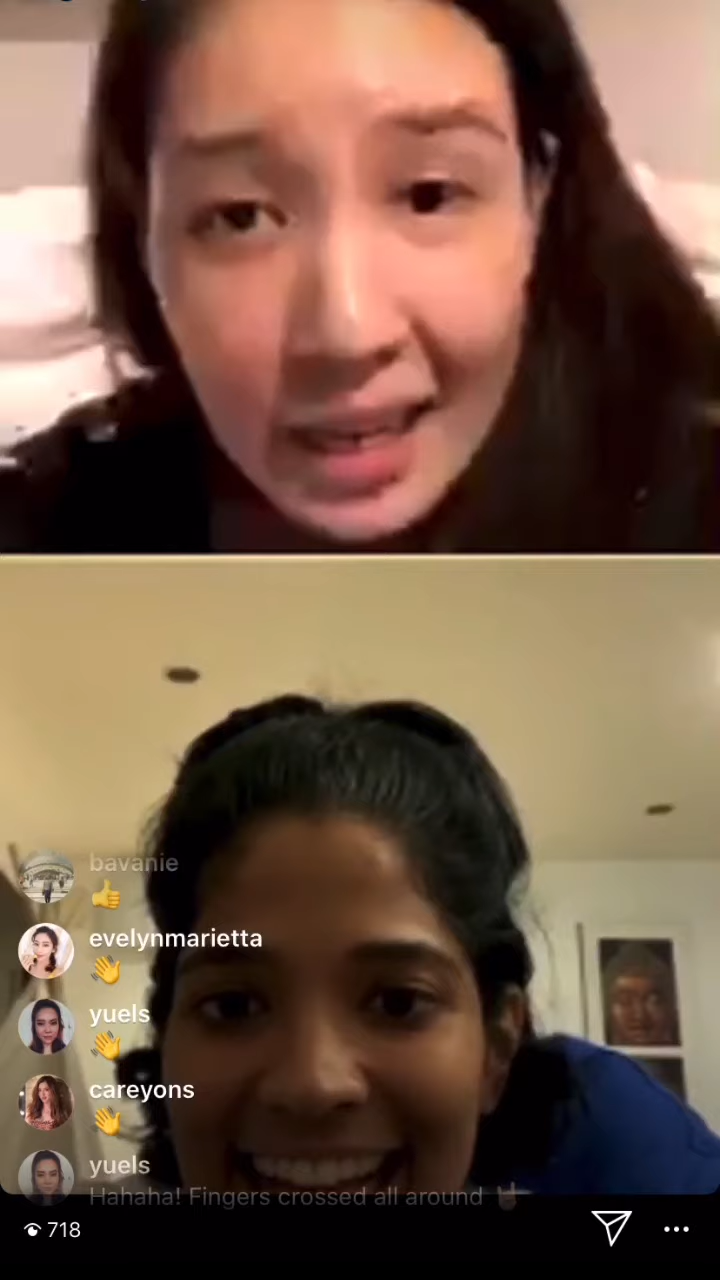 bavanie
👍
evelynmarietta
👋
yuels
👋
careyons
👋
yuels
Hahaha! Fingers crossed all around
718